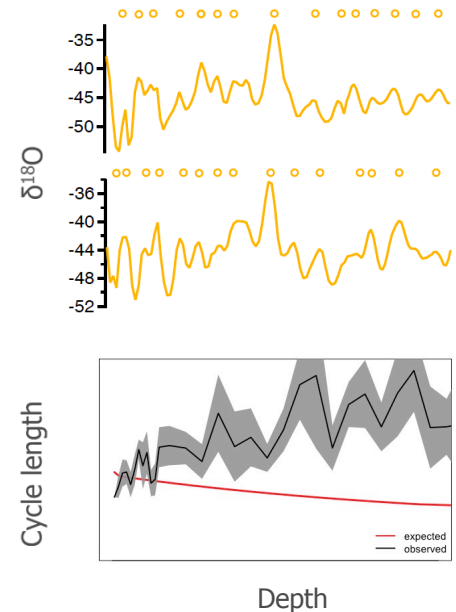 -35
-40
-45
-50
δ¹⁸O
-36
-40
-44
-48
-52
Cycle length
expected
observed
Depth